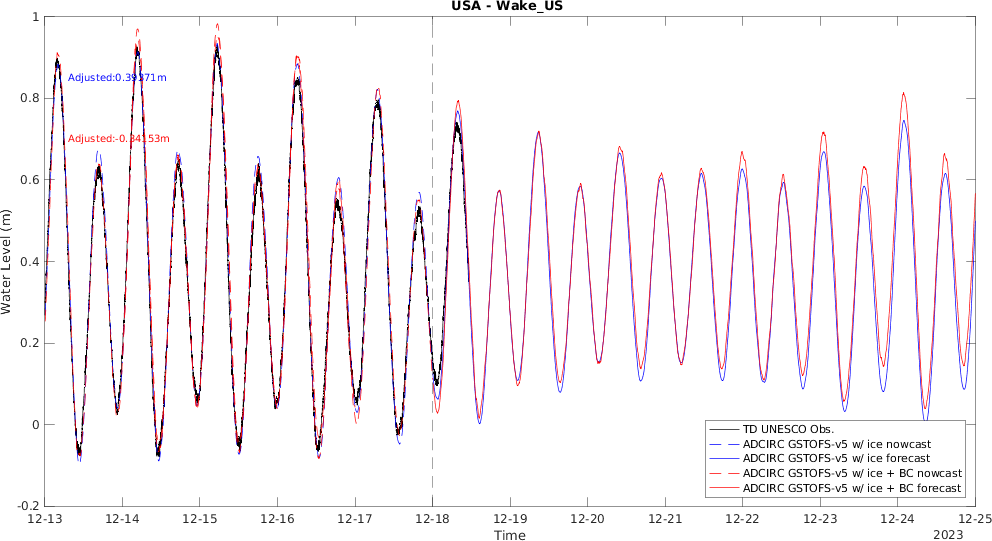 USA - Wake_US
Water Level (m)
1
0.8
0.6
0.4
0.2
0
-0.2
Adjusted:0.39371m
Adjusted:-0.34153m
TD UNESCO Obs.
ADCIRC GSTOFS-v5 w/ ice nowcast
ADCIRC GSTOFS-v5 w/ ice forecast
ADCIRC GSTOFS-v5 w/ ice + BC nowcast
ADCIRC GSTOFS-v5 w/ ice + BC forecast
12-13 12-14 12-15 12-16 12-17 12-18 12-19 12-20 12-21 12-22 12-23 12-24 12-25
Time
2023